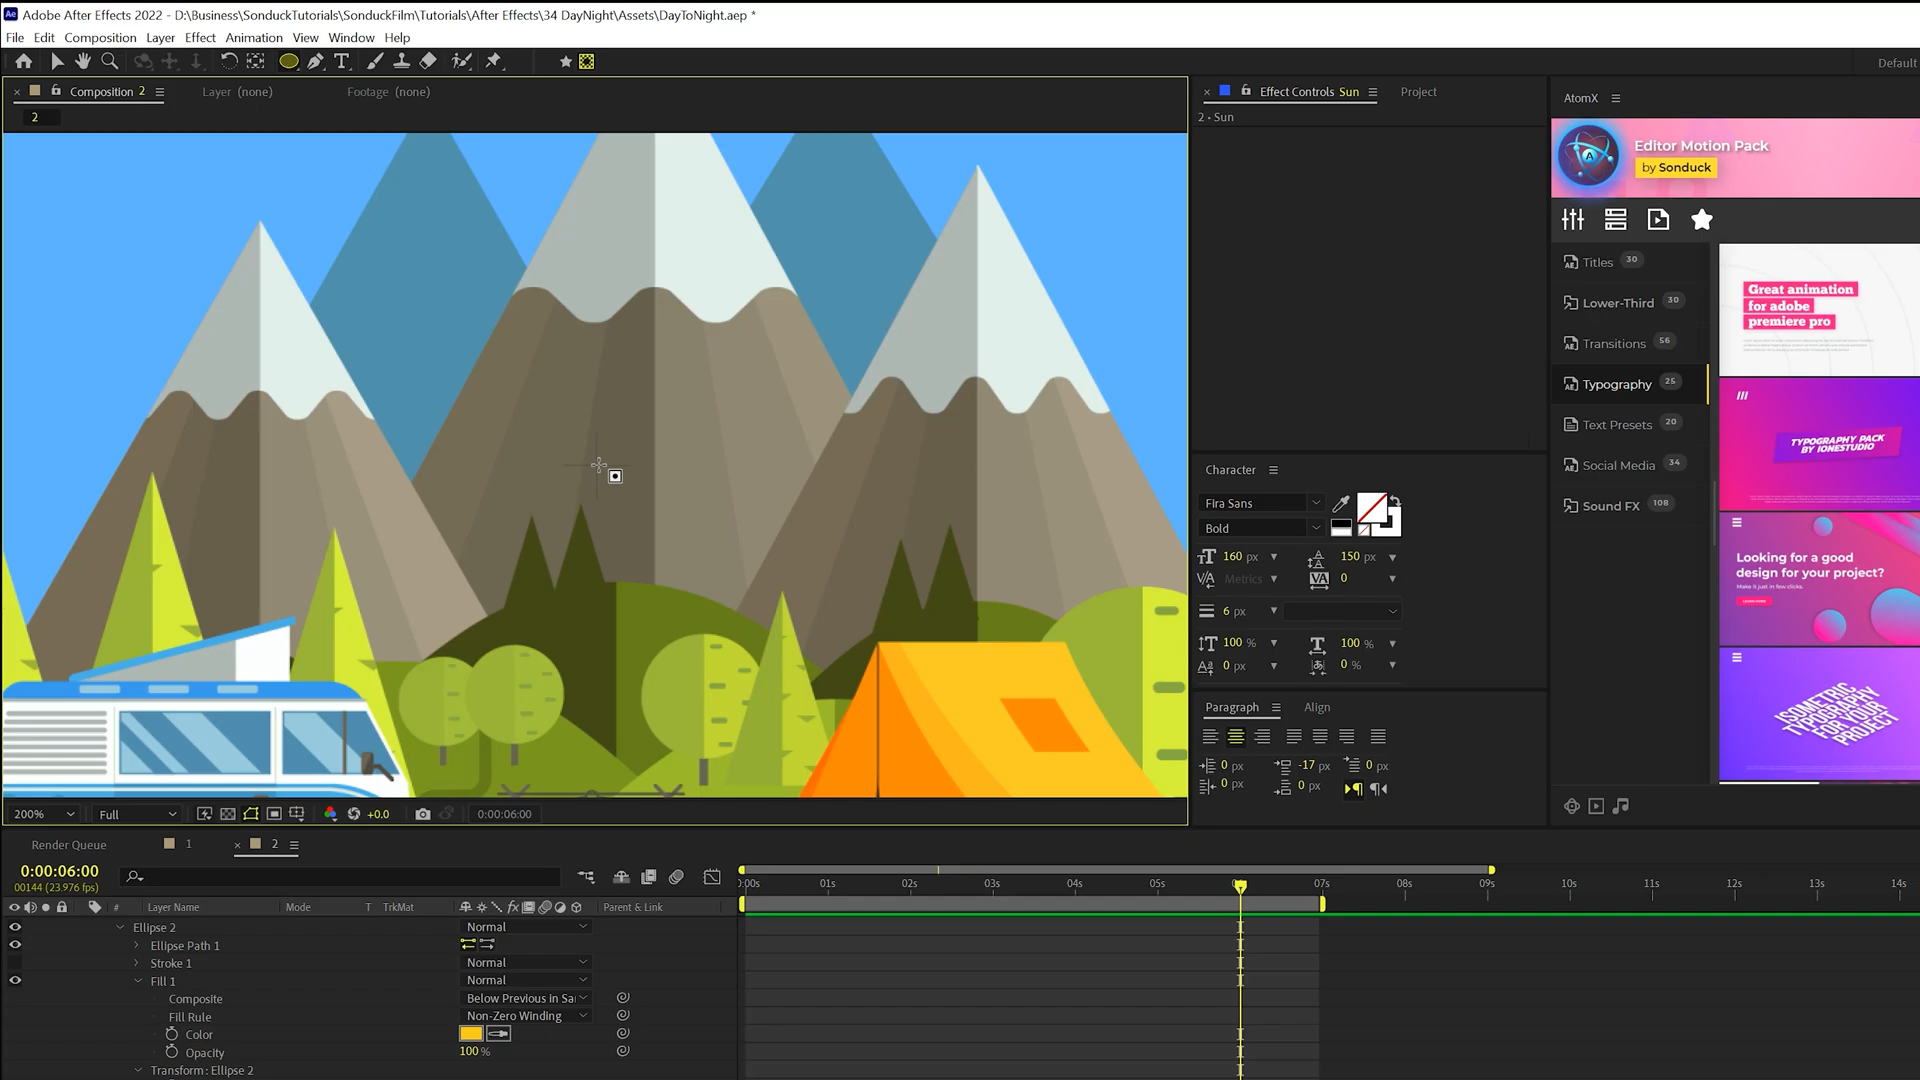 Adobe After Effects 2022 - D:\Business\SonduckTutorials\SonduckFilm\Tutorials\After Effects\34 DayNight\Assets\DayToNight.aep *
File Edit Composition Layer Effect Animation View Window Help
Default
Composition 2
Layer (none)
Footage (none)
2
Effect Controls Sun
Project
2 • Sun
AtomX
Editor Motion Pack
by Sonduck
Titles 30
Lower-Third 30
Transitions 56
Typography 25
Text Presets 20
Social Media 34
Sound FX 108
Great animation
for adobe
premiere pro
TYPOGRAPHY PACK
BY IONESTUDIO
Looking for a good
design for your project?
ISOMETRIC
TYPOGRAPHY
FOR YOUR
PROJECT
Character
Fira Sans
Bold
160 px
150 px
Metrics
0
6 px
100 %
100 %
0 px
0 %
Paragraph
Align
0 px
-17 px
0 px
0 px
0 px
200%
Full
+0.0
0:00:06:00
Render Queue
1
2
0:00:06:00
00144 (23.976 fps)
0:00s 01s 02s 03s 04s 05s 07s 08s 09s 10s 11s 12s 13s 14s
# Layer Name Mode T TrkMat Parent & Link
Ellipse 2 Normal
Ellipse Path 1
Stroke 1 Normal
Fill 1 Normal
Composite Below Previous in Sa
Fill Rule Non-Zero Winding
Color
Opacity 100 %
Transform: Ellipse 2